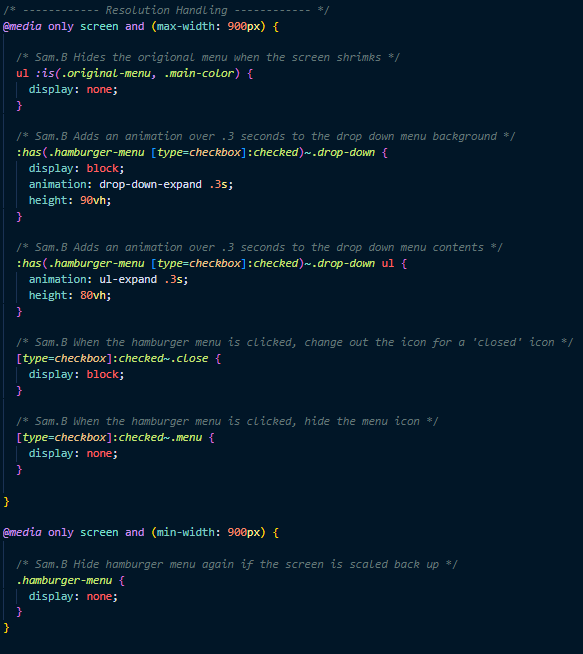 /* ------------ Resolution Handling ------------ */
@media only screen and (max-width: 900px) {
/* Sam.B Hides the origional menu when the screen shrimks */
ul :is(.original-menu, .main-color) {
display: none;
}
/* Sam.B Adds an animation over .3 seconds to the drop down menu background */
:has(.hamburger-menu [type=checkbox]:checked)~.drop-down {
display: block;
animation: drop-down-expand .3s;
height: 90vh;
}
/* Sam.B Adds an animation over .3 seconds to the drop down menu contents */
:has(.hamburger-menu [type=checkbox]:checked)~.drop-down ul {
animation: ul-expand .3s;
height: 80vh;
}
/* Sam.B When the hamburger menu is clicked, change out the icon for a 'closed' icon */
[type=checkbox]:checked~.close {
display: block;
}
/* Sam.B When the hamburger menu is clicked, hide the menu icon */
[type=checkbox]:checked~.menu {
display: none;
}
}
@media only screen and (min-width: 900px) {
/* Sam.B Hide hamburger menu again if the screen is scaled back up */
.hamburger-menu {
display: none;
}
}